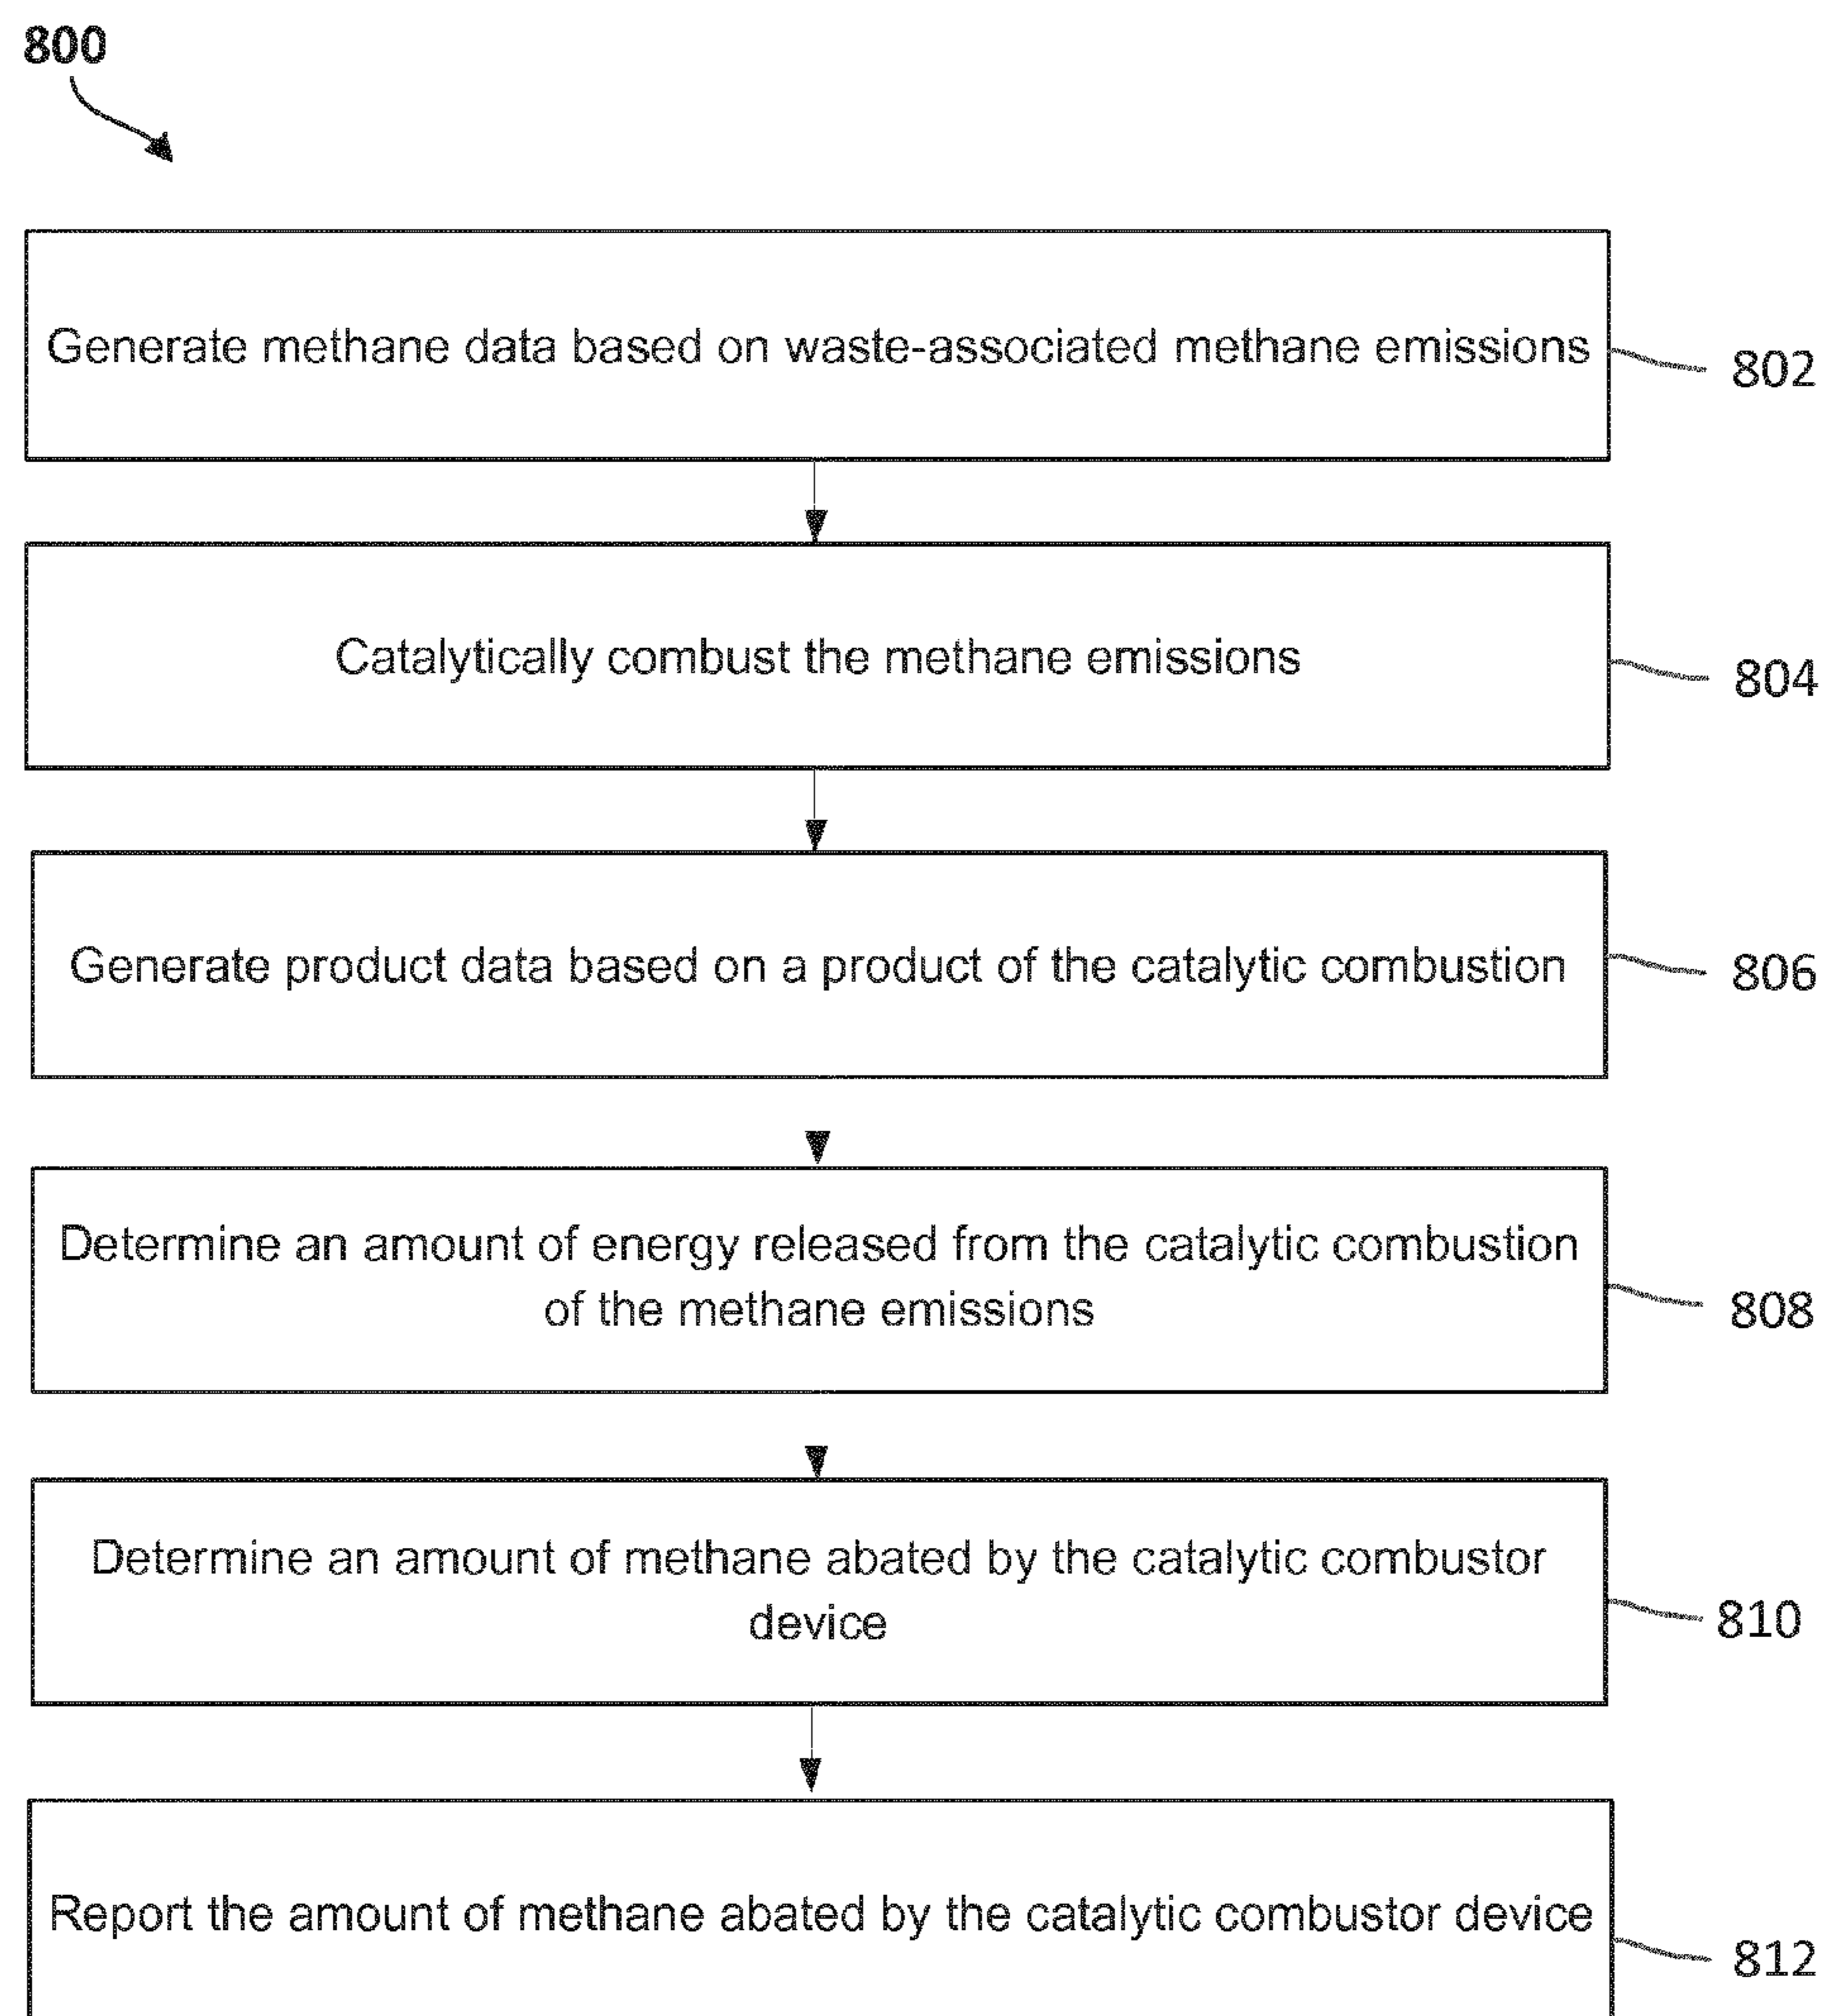 800
Generate methane data based on waste-associated methane emissions
802
Catalytically combust the methane emissions
804
Generate product data based on a product of the catalytic combustion
806
Determine an amount of energy released from the catalytic combustion
of the methane emissions
808
Determine an amount of methane abated by the catalytic combustor
device
810
Report the amount of methane abated by the catalytic combustor device
812